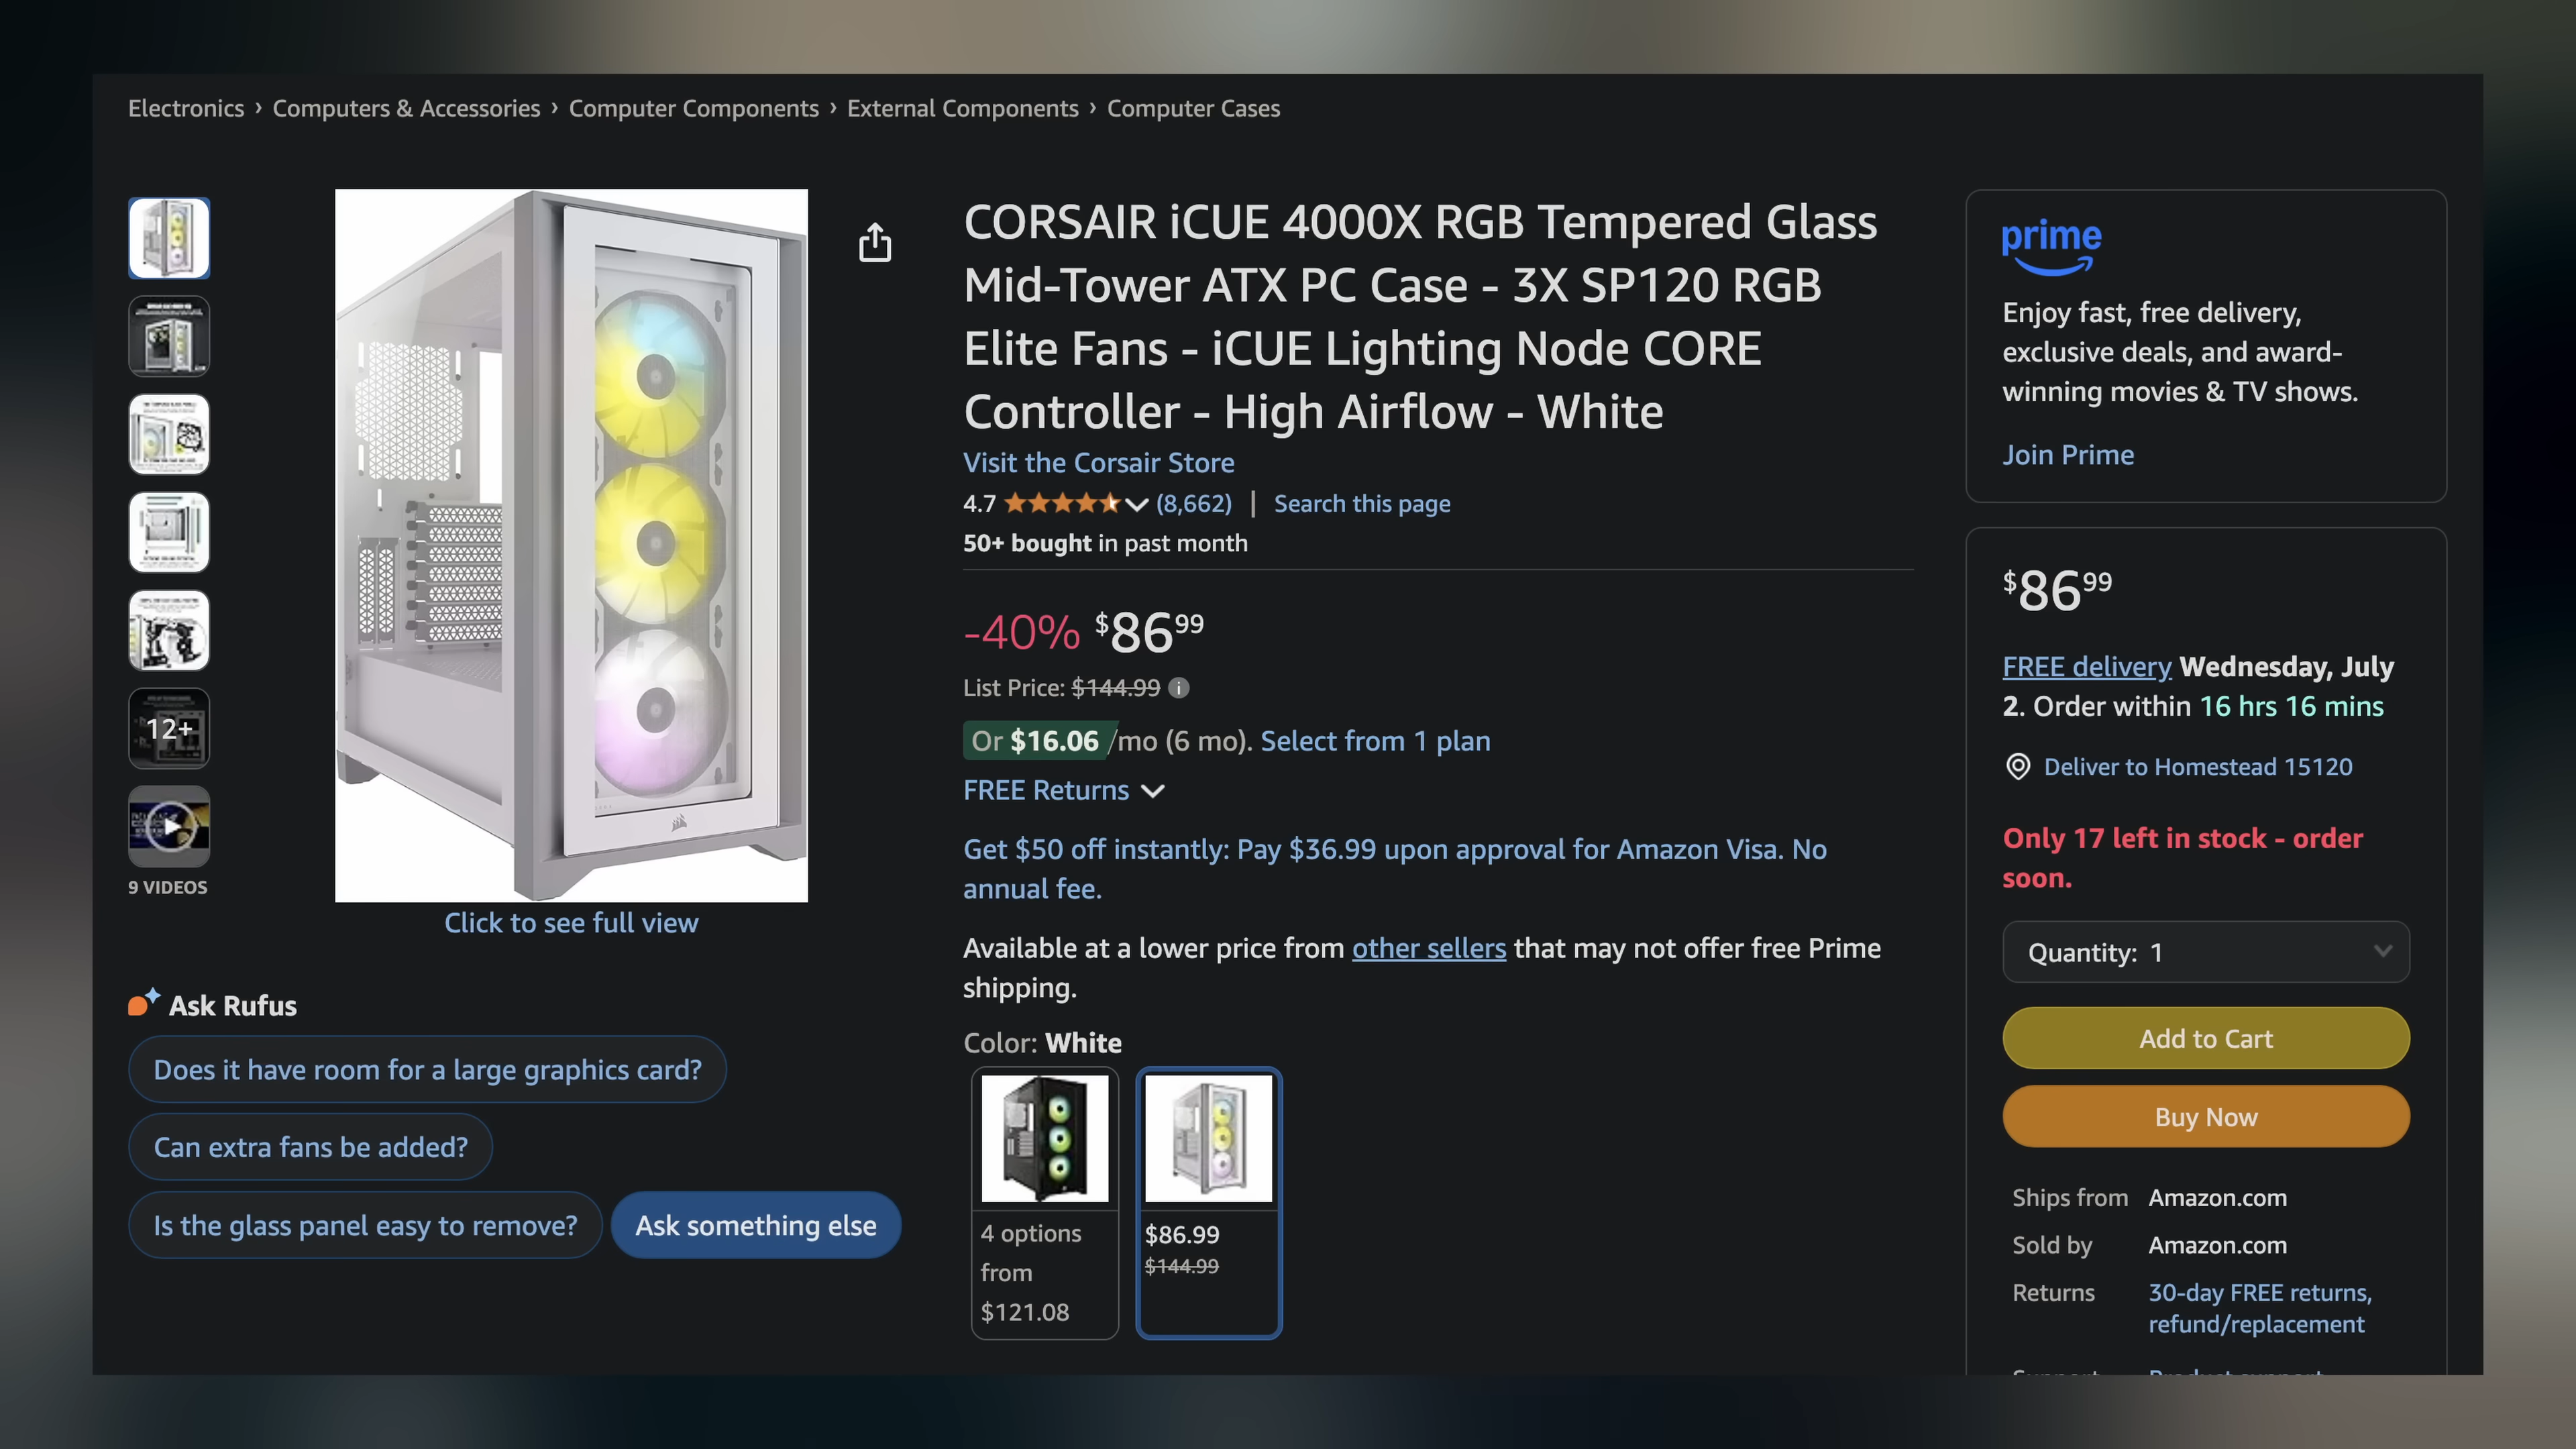 Electronics › Computers & Accessories › Computer Components › External Components › Computer Cases
12+
9 VIDEOS
Click to see full view
Ask Rufus
Does it have room for a large graphics card?
Can extra fans be added?
Is the glass panel easy to remove?
Ask something else
CORSAIR iCUE 4000X RGB Tempered Glass
Mid-Tower ATX PC Case - 3X SP120 RGB
Elite Fans - iCUE Lighting Node CORE
Controller - High Airflow - White
Visit the Corsair Store
4.7 (8,662) | Search this page
50+ bought in past month
-40% $86.99
List Price: $144.99
Or $16.06 /mo (6 mo). Select from 1 plan
FREE Returns
Get $50 off instantly: Pay $36.99 upon approval for Amazon Visa. No
annual fee.
Available at a lower price from other sellers that may not offer free Prime
shipping.
Color: White
4 options
from
$121.08
$86.99
$144.99
prime
Enjoy fast, free delivery,
exclusive deals, and award-
winning movies & TV shows.
Join Prime
$86.99
FREE delivery Wednesday, July
2. Order within 16 hrs 16 mins
Deliver to Homestead 15120
Only 17 left in stock - order
soon.
Quantity: 1
Add to Cart
Buy Now
Ships from Amazon.com
Sold by Amazon.com
Returns 30-day FREE returns,
refund/replacement